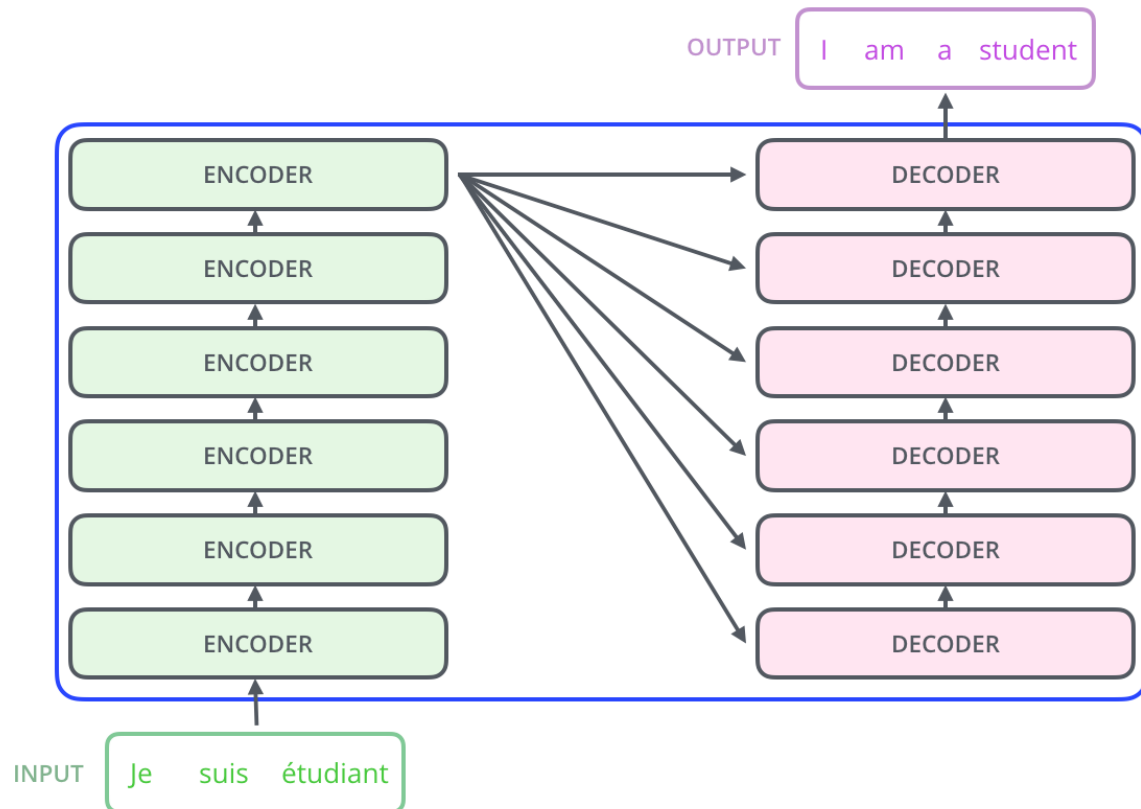 OUTPUT
I am a student
ENCODER
DECODER
ENCODER
DECODER
ENCODER
DECODER
ENCODER
DECODER
ENCODER
DECODER
ENCODER
DECODER
INPUT
Je suis étudiant